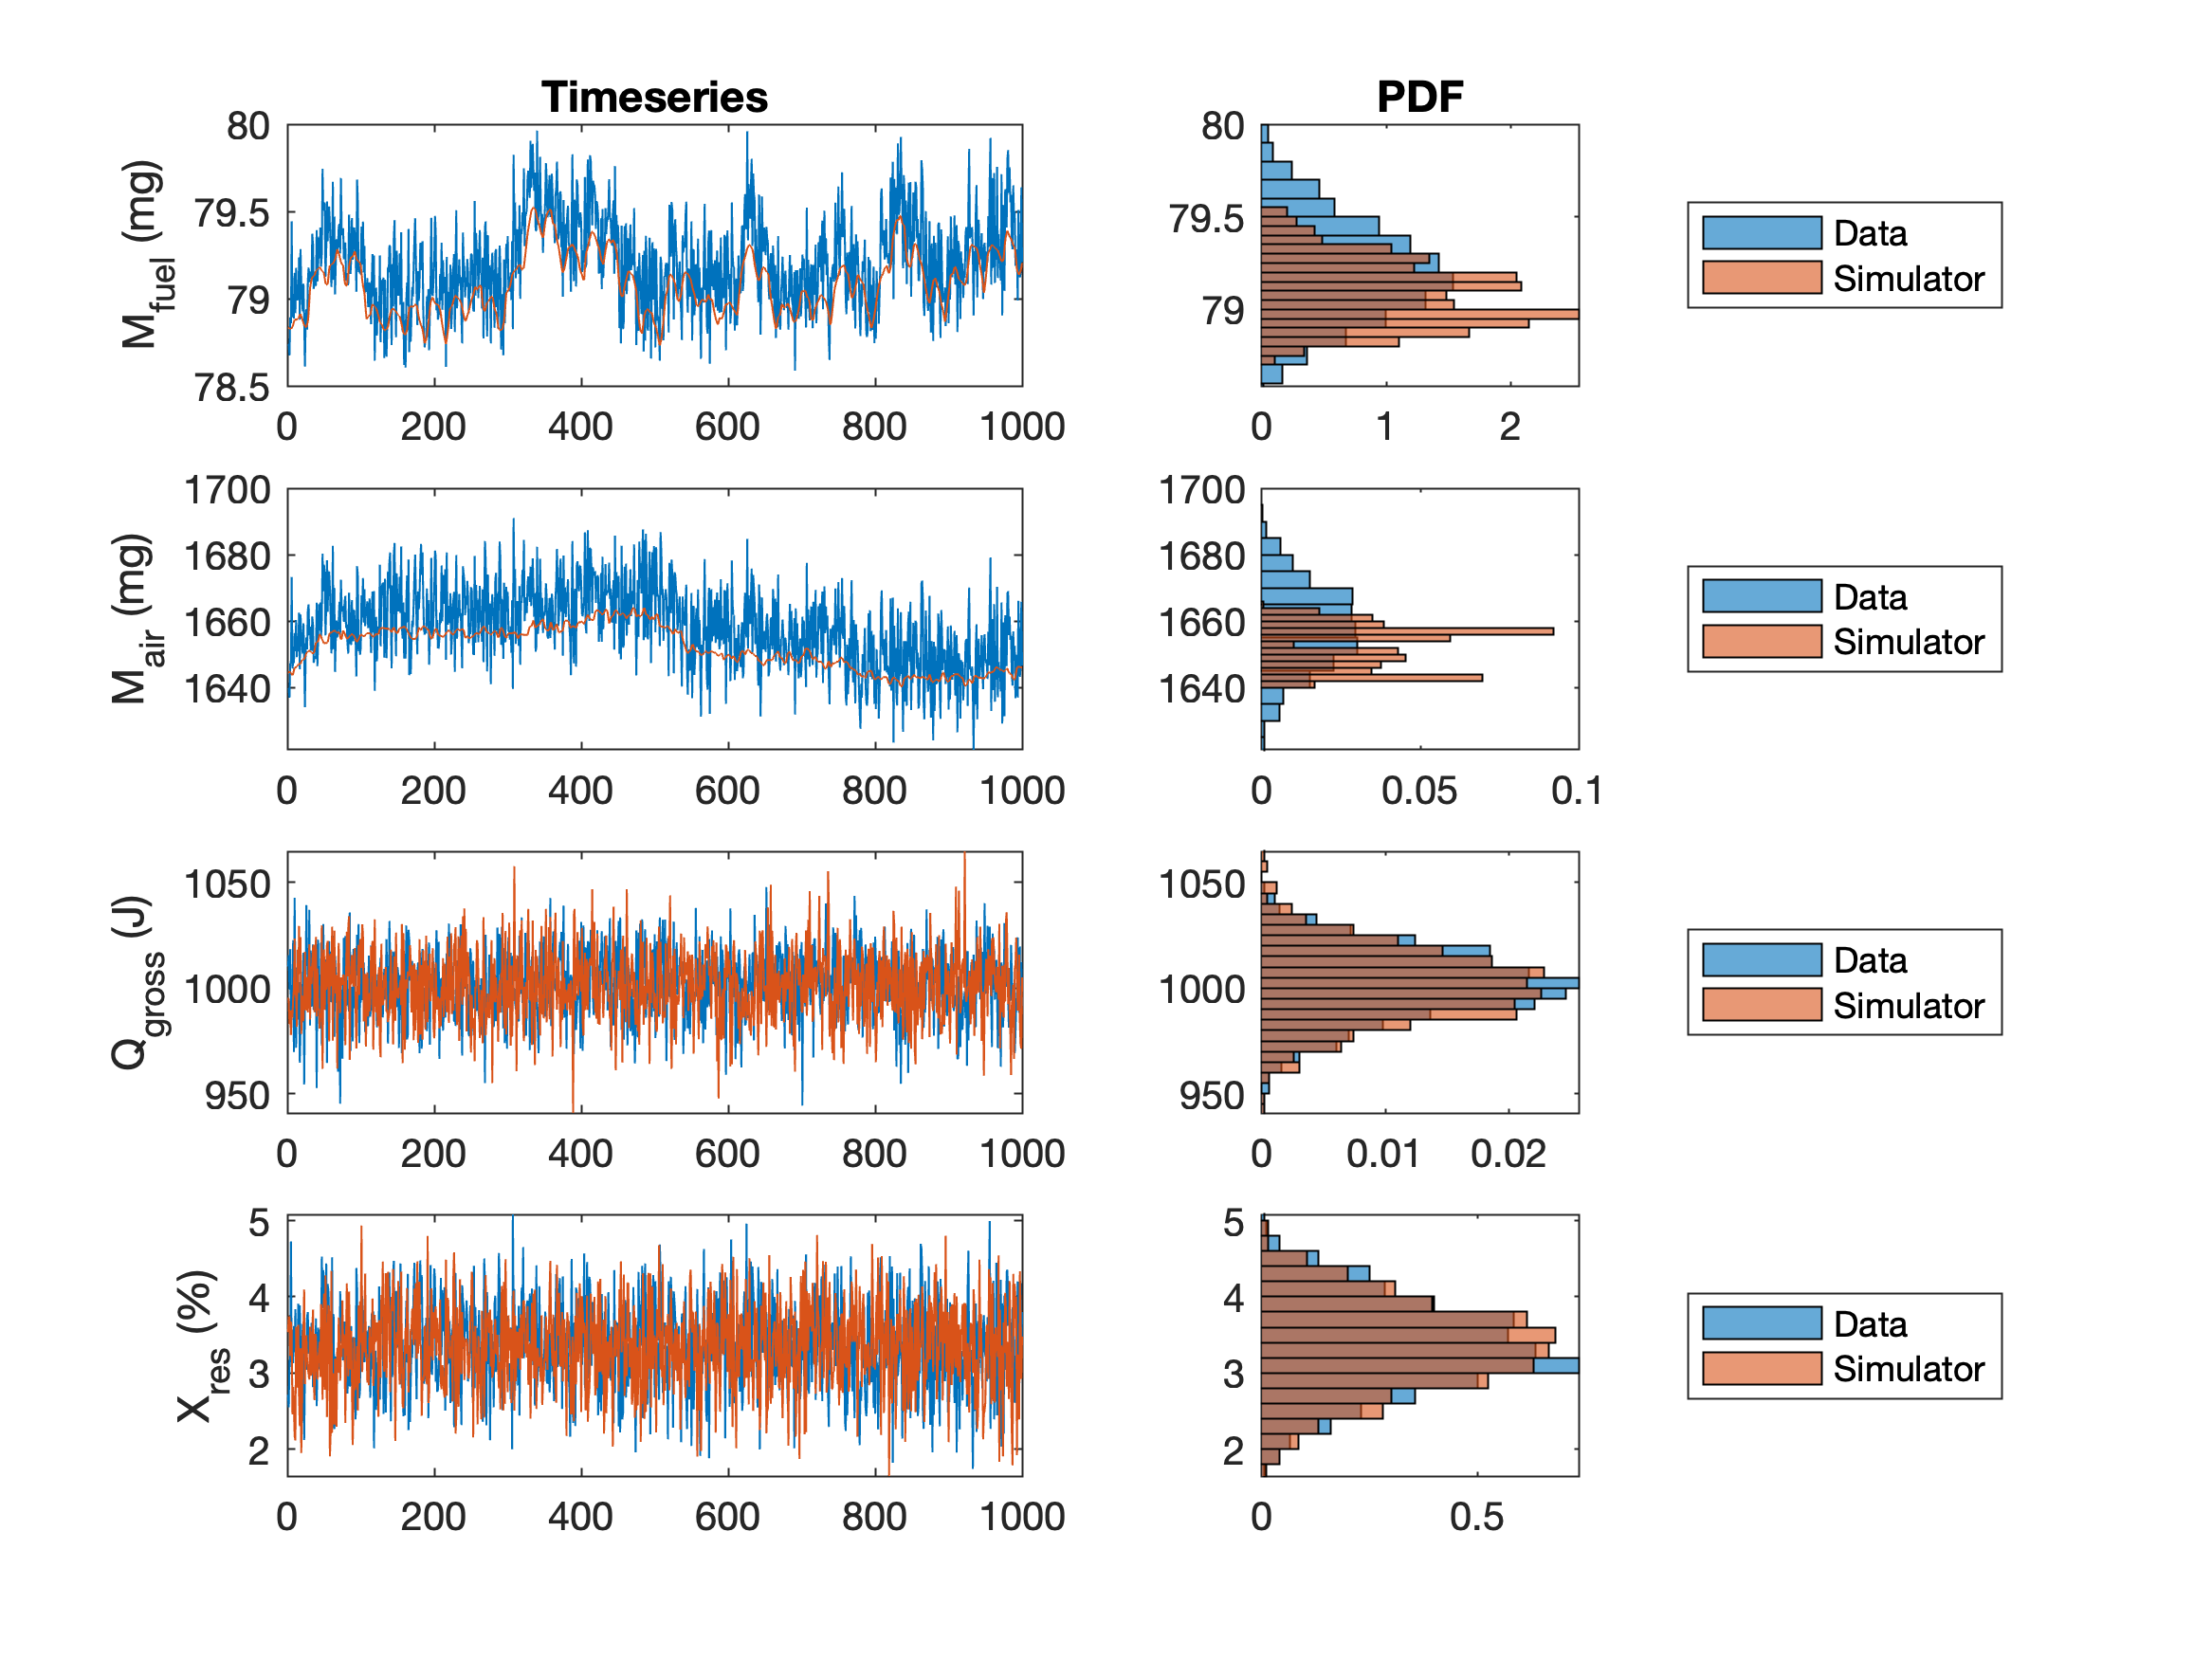 Timeseries
PDF
M_fuel (mg)
80
79.5
79
78.5
0 200 400 600 800 1000
80
79.5
79
0 1 2
Data
Simulator
M_air (mg)
1700
1680
1660
1640
0 200 400 600 800 1000
1700
1680
1660
1640
0 0.05 0.1
Data
Simulator
Q_gross (J)
1050
1000
950
0 200 400 600 800 1000
1050
1000
950
0 0.01 0.02
Data
Simulator
X_res (%)
5
4
3
2
0 200 400 600 800 1000
5
4
3
2
0 0.5
Data
Simulator